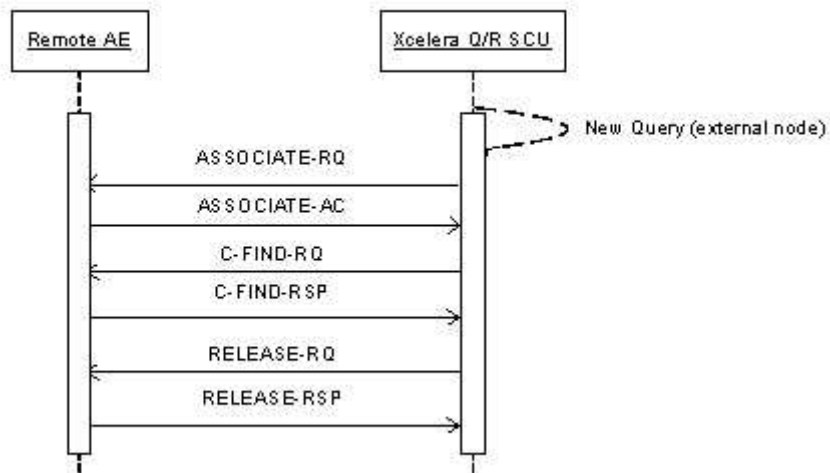 Remote AE
Xcelera Q/R SCU
New Query (external node)
ASSOCIATE-RQ
ASSOCIATE-AC
C-FIND-RQ
C-FIND-RSP
RELEASE-RQ
RELEASE-RSP